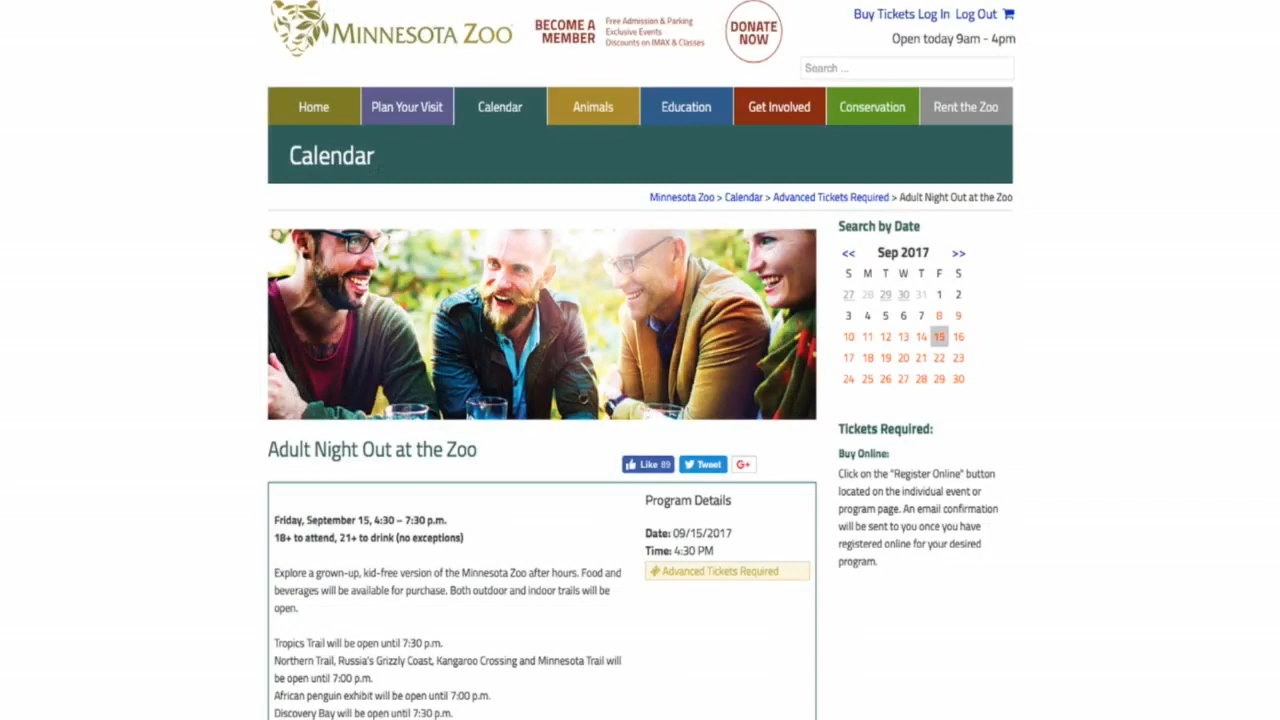 MINNESOTA ZOO
BECOME A
MEMBER
Free Admission & Parking
Exclusive Events
Discounts on IMAX & Classes
DONATE
NOW
Buy Tickets Log In Log Out
Open today 9am - 4pm
Search ...
Home Plan Your Visit Calendar Animals Education Get Involved Conservation Rent the Zoo
Calendar
Minnesota Zoo > Calendar > Advanced Tickets Required > Adult Night Out at the Zoo
Search by Date
<< Sep 2017 >>
S M T W T F S
27 28 29 30 31 1 2
3 4 5 6 7 8 9
10 11 12 13 14 15 16
17 18 19 20 21 22 23
24 25 26 27 28 29 30
Tickets Required:
Buy Online:
Click on the "Register Online" button
located on the individual event or
program page. An email confirmation
will be sent to you once you have
registered online for your desired
program.
Adult Night Out at the Zoo
Like 89 Tweet G+
Friday, September 15, 4:30 – 7:30 p.m.
18+ to attend, 21+ to drink (no exceptions)
Explore a grown-up, kid-free version of the Minnesota Zoo after hours. Food and
beverages will be available for purchase. Both outdoor and indoor trails will be
open.
Tropics Trail will be open until 7:30 p.m.
Northern Trail, Russia's Grizzly Coast, Kangaroo Crossing and Minnesota Trail will
be open until 7:00 p.m.
African penguin exhibit will be open until 7:00 p.m.
Discovery Bay will be open until 7:30 p.m.
Program Details
Date: 09/15/2017
Time: 4:30 PM
Advanced Tickets Required